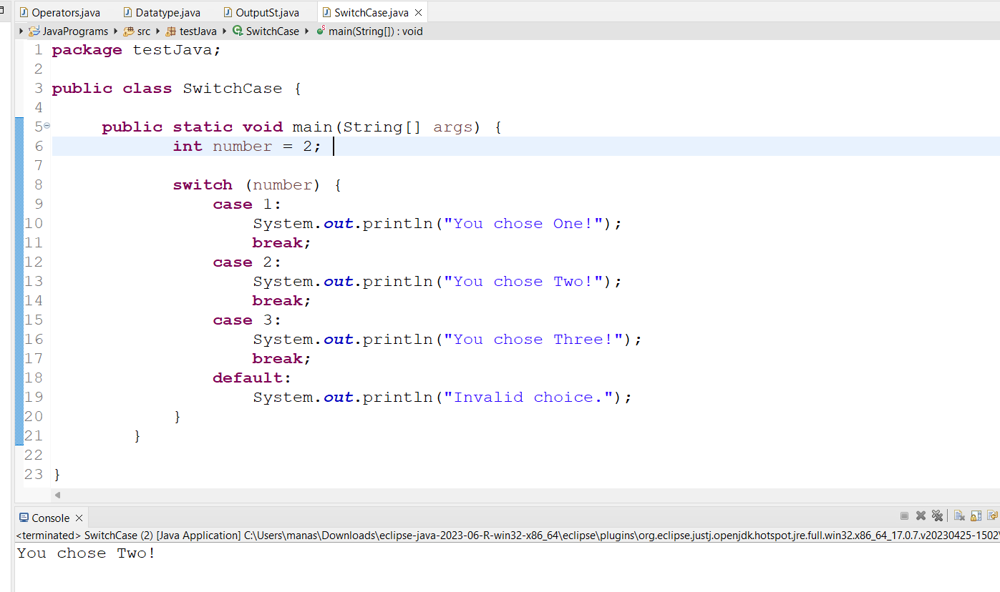 Operators.java Datatype.java OutputSt.java SwitchCase.java
JavaPrograms src testJava SwitchCase main(String[]) : void
1 package testJava;
2
3 public class SwitchCase {
4
5 public static void main(String[] args) {
6 int number = 2;
7
8 switch (number) {
9 case 1:
10 System.out.println("You chose One!");
11 break;
12 case 2:
13 System.out.println("You chose Two!");
14 break;
15 case 3:
16 System.out.println("You chose Three!");
17 break;
18 default:
19 System.out.println("Invalid choice.");
20 }
21 }
22
23 }
Console
<terminated> SwitchCase (2) [Java Application] C:\Users\manas\Downloads\eclipse-java-2023-06-R-win32-x86_64\eclipse\plugins\org.eclipse.justj.openjdk.hotspot.jre.full.win32.x86_64_17.0.7.v20230425-1502\
You chose Two!